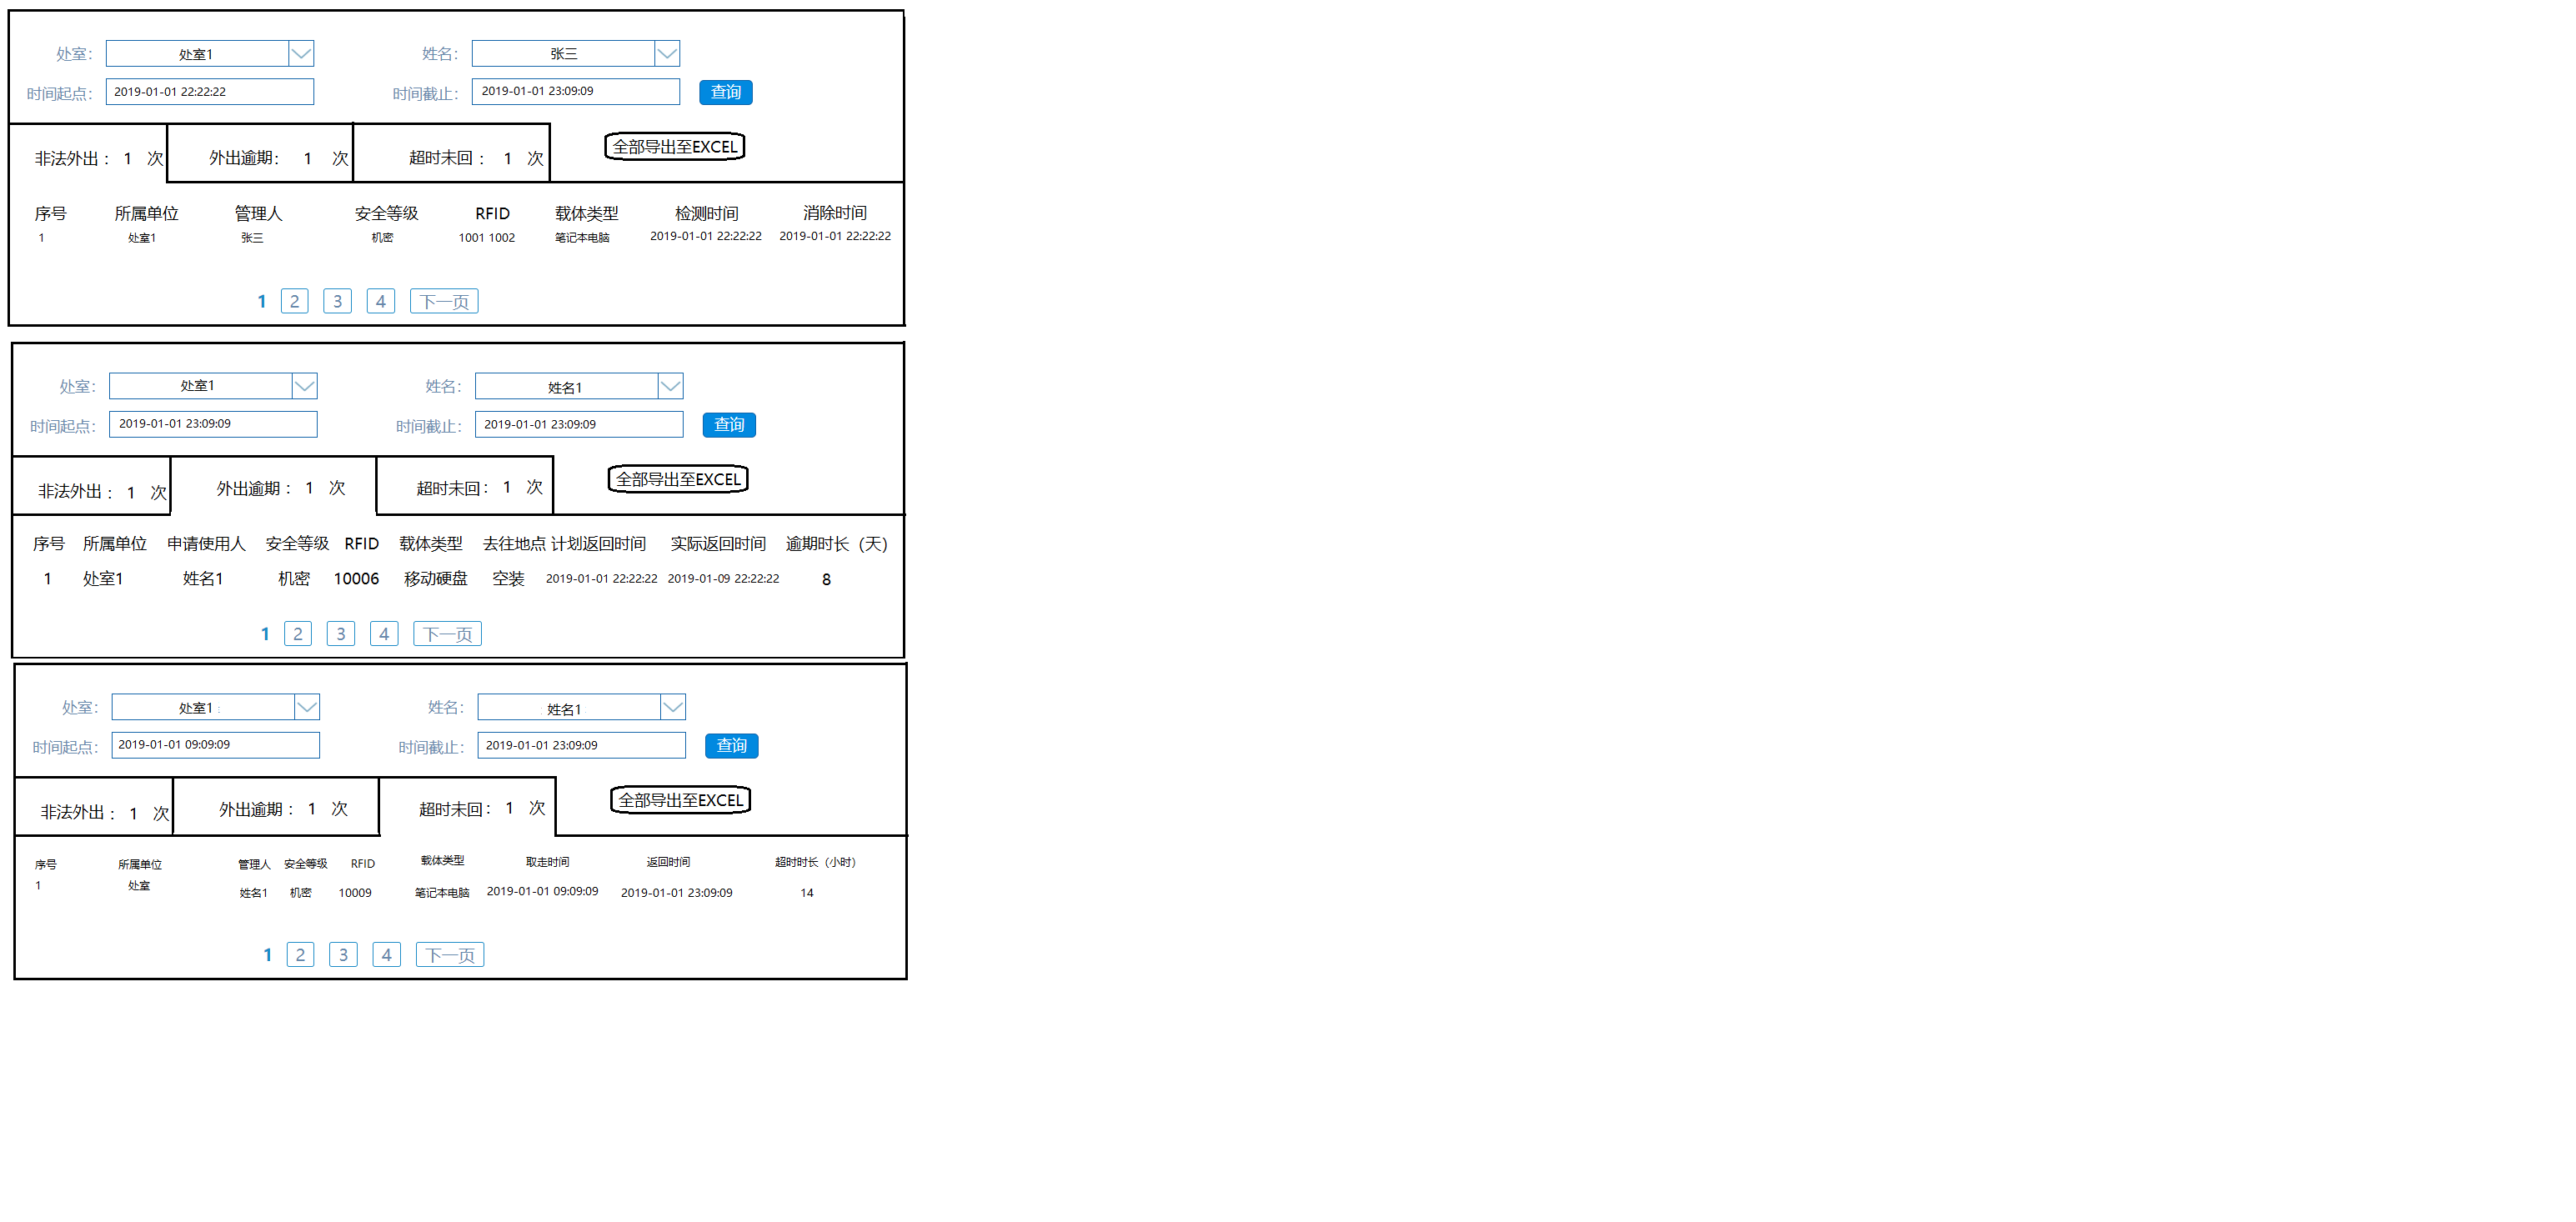 处室： 处室1 姓名： 张三
时间起点： 2019-01-01 22:22:22 时间截止： 2019-01-01 23:09:09 查询
非法外出： 1 次 外出逾期： 1 次 超时未回： 1 次 全部导出至EXCEL
序号 所属单位 管理人 安全等级 RFID 载体类型 检测时间 消除时间
1 处室1 张三 机密 1001 1002 笔记本电脑 2019-01-01 22:22:22 2019-01-01 22:22:22
1 2 3 4 下一页
处室： 处室1 姓名： 姓名1
时间起点： 2019-01-01 23:09:09 时间截止： 2019-01-01 23:09:09 查询
非法外出： 1 次 外出逾期： 1 次 超时未回： 1 次 全部导出至EXCEL
序号 所属单位 申请使用人 安全等级 RFID 载体类型 去往地点 计划返回时间 实际返回时间 逾期时长（天）
1 处室1 姓名1 机密 10006 移动硬盘 空装 2019-01-01 22:22:22 2019-01-09 22:22:22 8
1 2 3 4 下一页
处室： 处室1 姓名： 姓名1
时间起点： 2019-01-01 09:09:09 时间截止： 2019-01-01 23:09:09 查询
非法外出： 1 次 外出逾期： 1 次 超时未回： 1 次 全部导出至EXCEL
序号 所属单位 管理人 安全等级 RFID 载体类型 取走时间 返回时间 超时时长（小时）
1 处室 姓名1 机密 10009 笔记本电脑 2019-01-01 09:09:09 2019-01-01 23:09:09 14
1 2 3 4 下一页